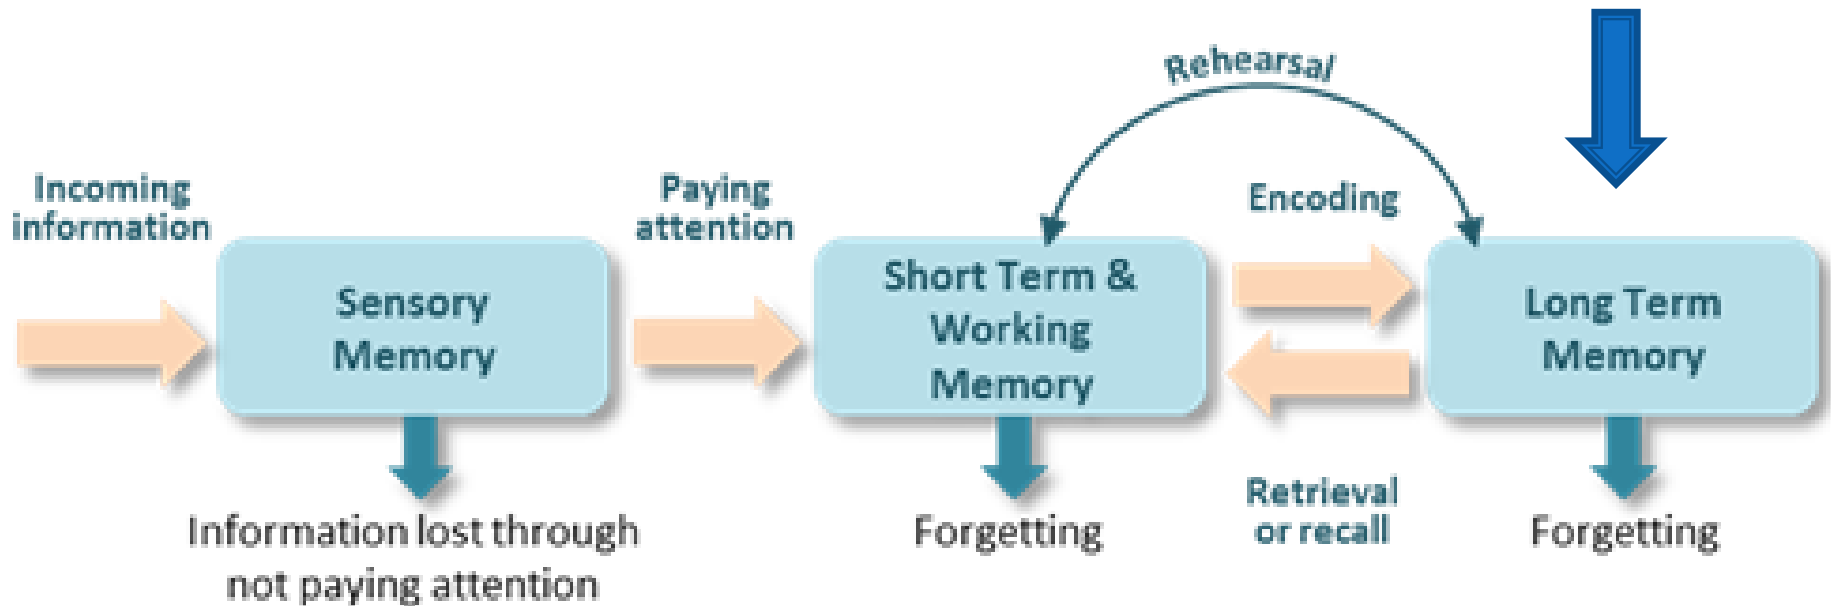 Rehearsal
Incoming
information
Paying
attention
Encoding
Sensory
Memory
Short Term &
Working
Memory
Long Term
Memory
Information lost through
not paying attention
Forgetting
Retrieval
or recall
Forgetting